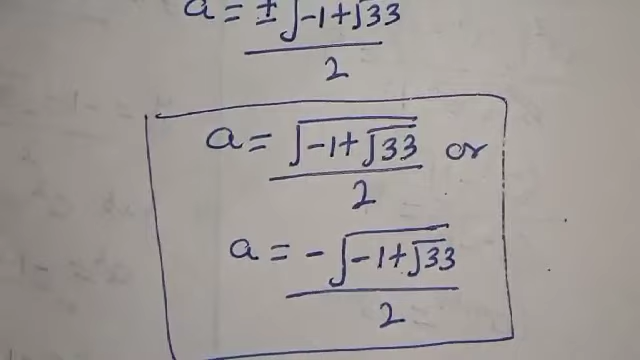 a = ±√-1+√33 / 2
a = √-1+√33 / 2 or
a = -√-1+√33 / 2